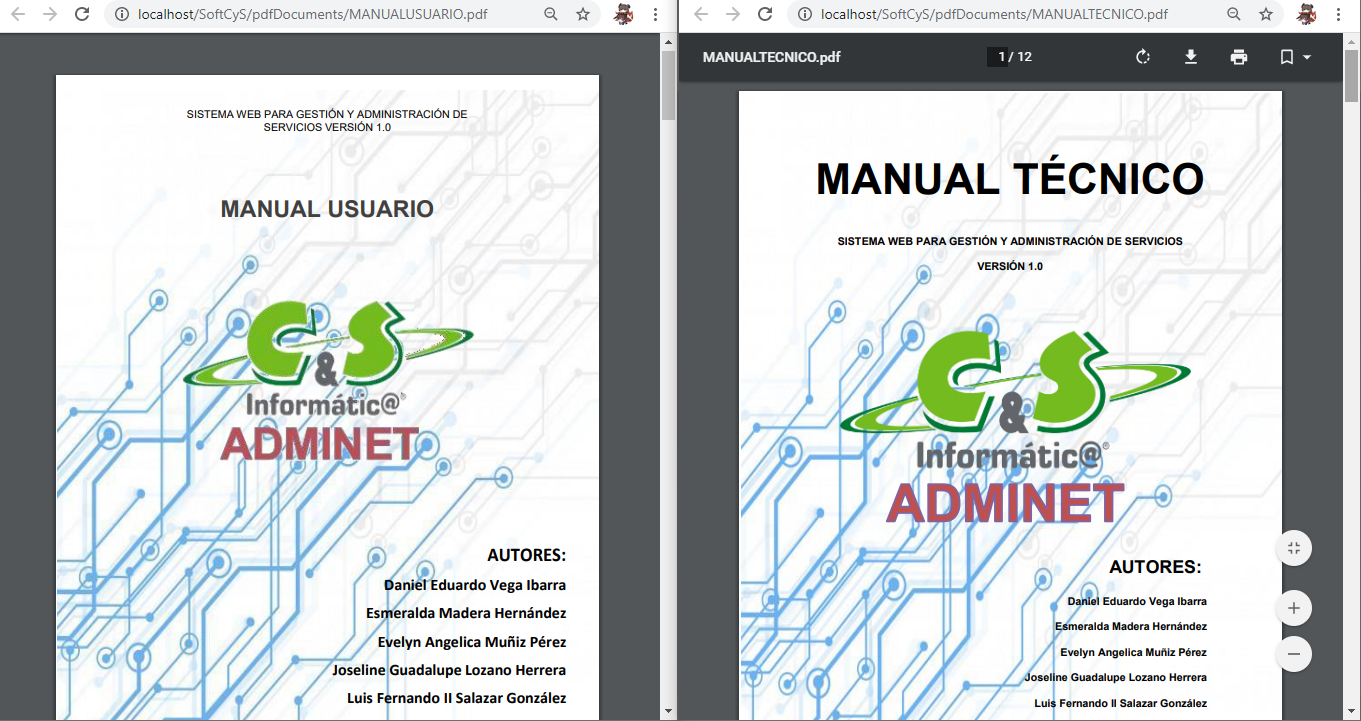 localhost/SoftCyS/pdfDocuments/MANUALUSUARIO.pdf
SISTEMA WEB PARA GESTIÓN Y ADMINISTRACIÓN DE
SERVICIOS VERSIÓN 1.0
MANUAL USUARIO
C&S
Informátic@®
ADMINET
AUTORES:
Daniel Eduardo Vega Ibarra
Esmeralda Madera Hernández
Evelyn Angelica Muñiz Pérez
Joseline Guadalupe Lozano Herrera
Luis Fernando II Salazar González
localhost/SoftCyS/pdfDocuments/MANUALTECNICO.pdf
MANUALTECNICO.pdf
1 / 12
MANUAL TÉCNICO
SISTEMA WEB PARA GESTIÓN Y ADMINISTRACIÓN DE SERVICIOS
VERSIÓN 1.0
C&S
Informátic@®
ADMINET
AUTORES:
Daniel Eduardo Vega Ibarra
Esmeralda Madera Hernández
Evelyn Angelica Muñiz Pérez
Joseline Guadalupe Lozano Herrera
Luis Fernando II Salazar González